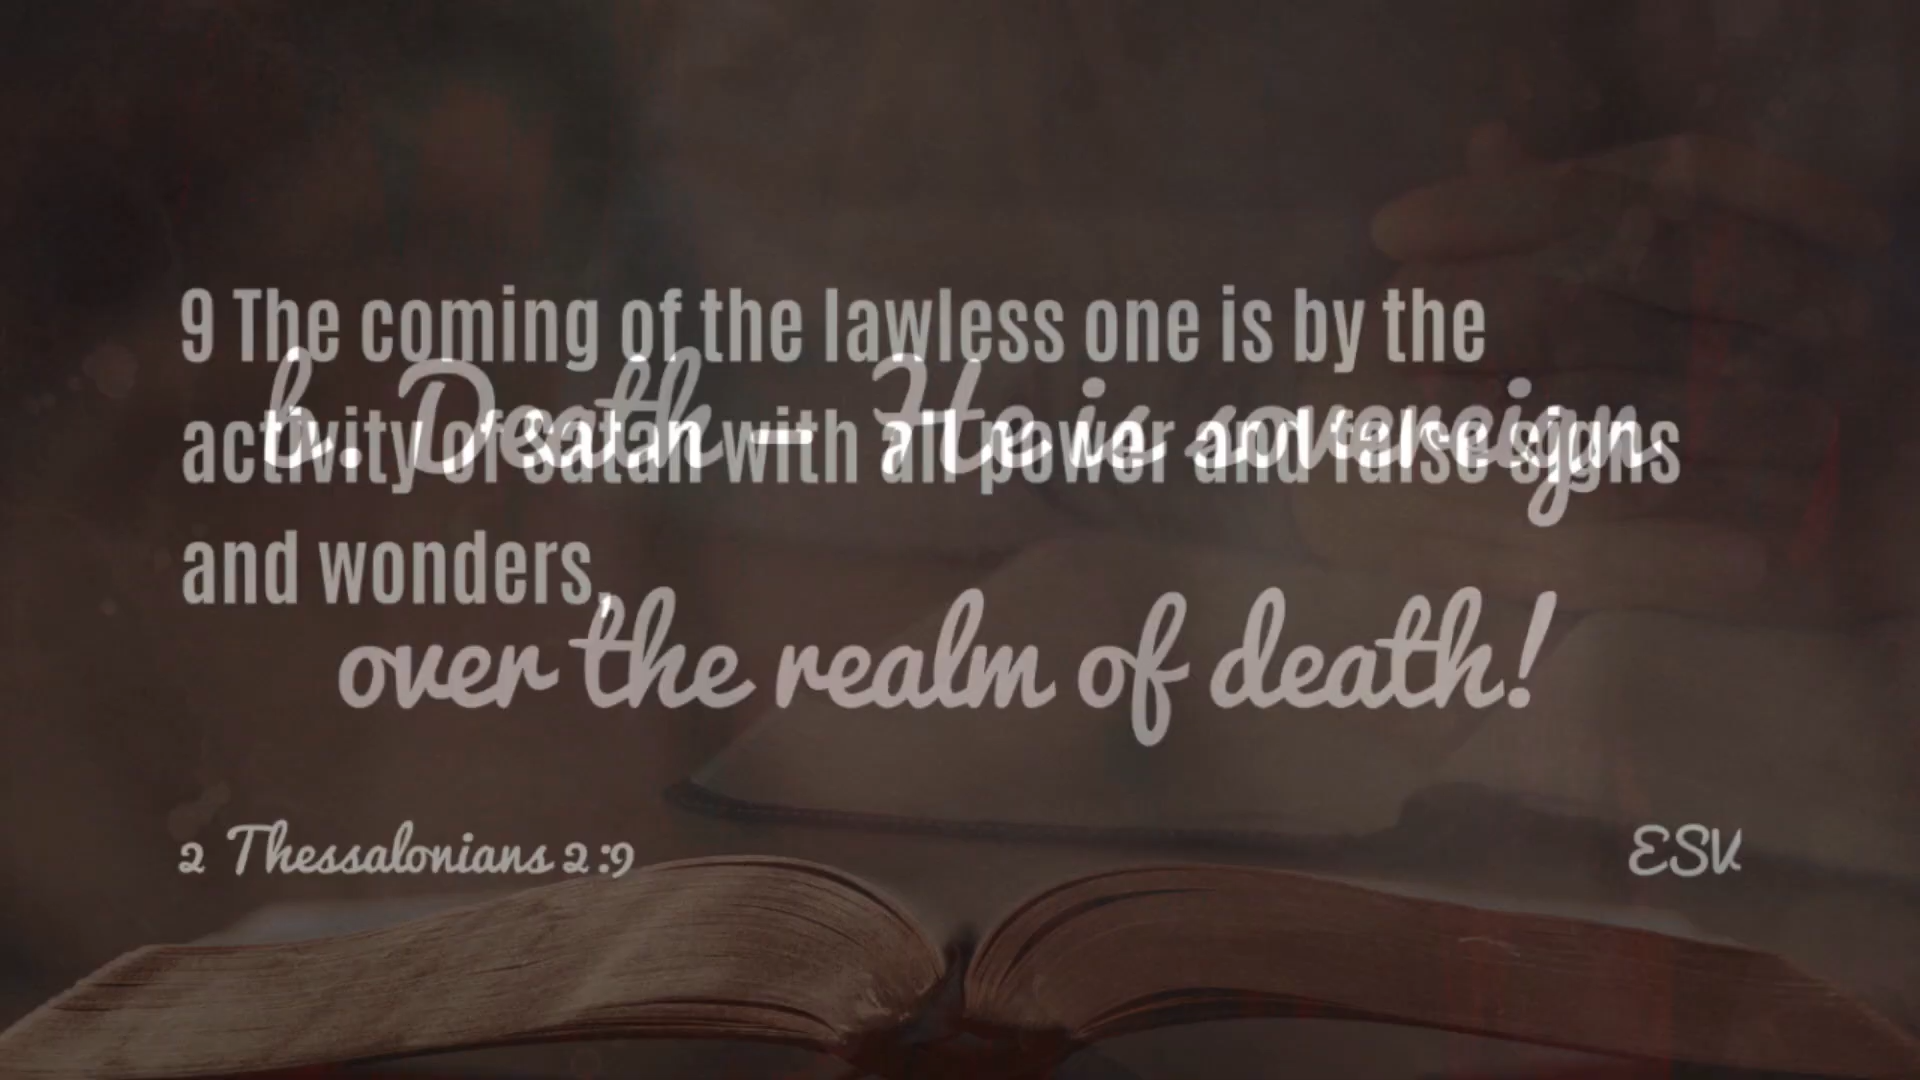 9 The coming of the lawless one is by the
activity of Satan with all power and false signs
and wonders,
b. Death – He is sovereign
over the realm of death!
2 Thessalonians 2:9
ESV